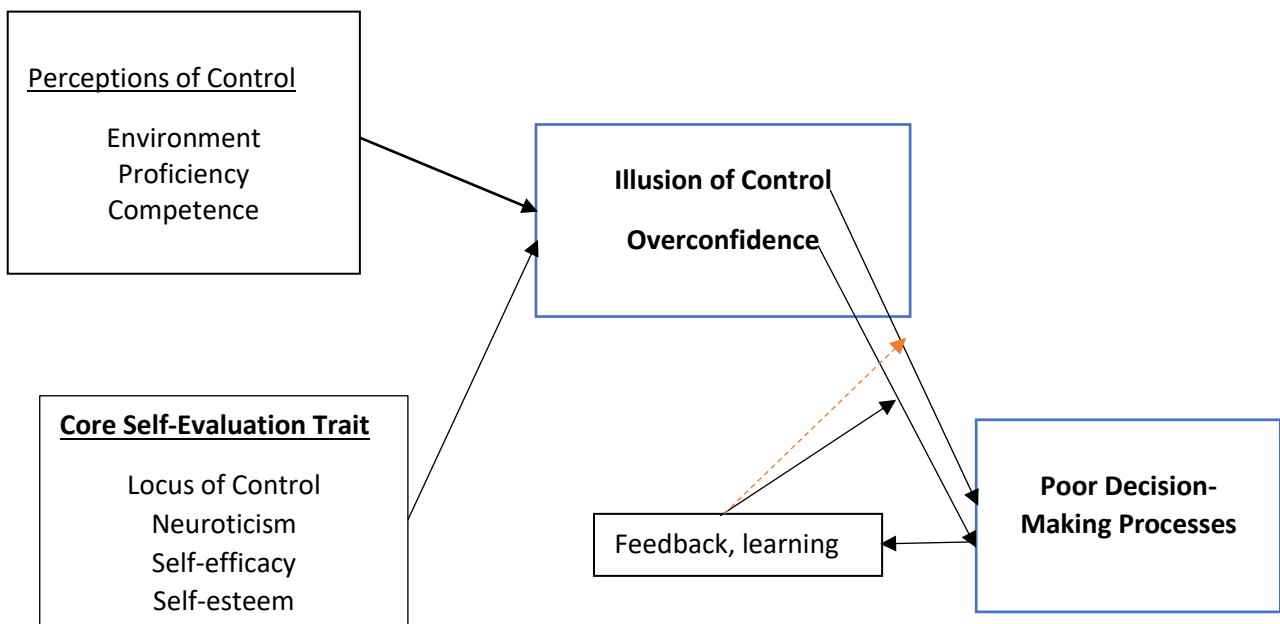 Perceptions of Control
Environment
Proficiency
Competence
Illusion of Control
Overconfidence
Core Self-Evaluation Trait
Locus of Control
Neuroticism
Self-efficacy
Self-esteem
Feedback, learning
Poor Decision-
Making Processes